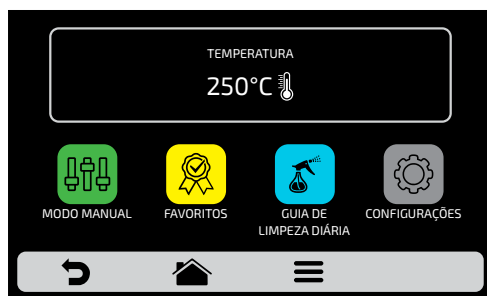 TEMPERATURA
250°C
MODO MANUAL
FAVORITOS
GUIA DE
LIMPEZA DIÁRIA
CONFIGURAÇÕES